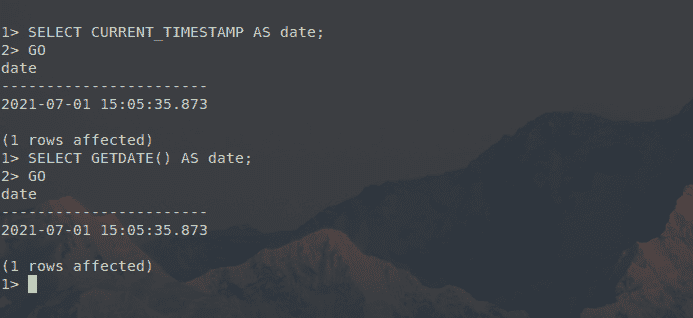 1> SELECT CURRENT_TIMESTAMP AS date;
2> GO
date
-----------------------
2021-07-01 15:05:35.873
(1 rows affected)
1> SELECT GETDATE() AS date;
2> GO
date
-----------------------
2021-07-01 15:05:35.873
(1 rows affected)
1>